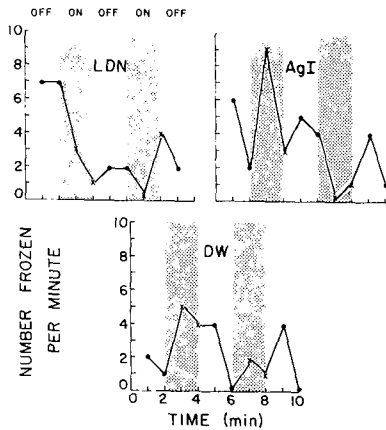 OFF ON OFF ON OFF
10
8
6
4
2
0
LDN
AgI
10
8
6
4
2
0
DW
0 2 4 6 8 10
TIME (min)
NUMBER FROZEN
PER MINUTE